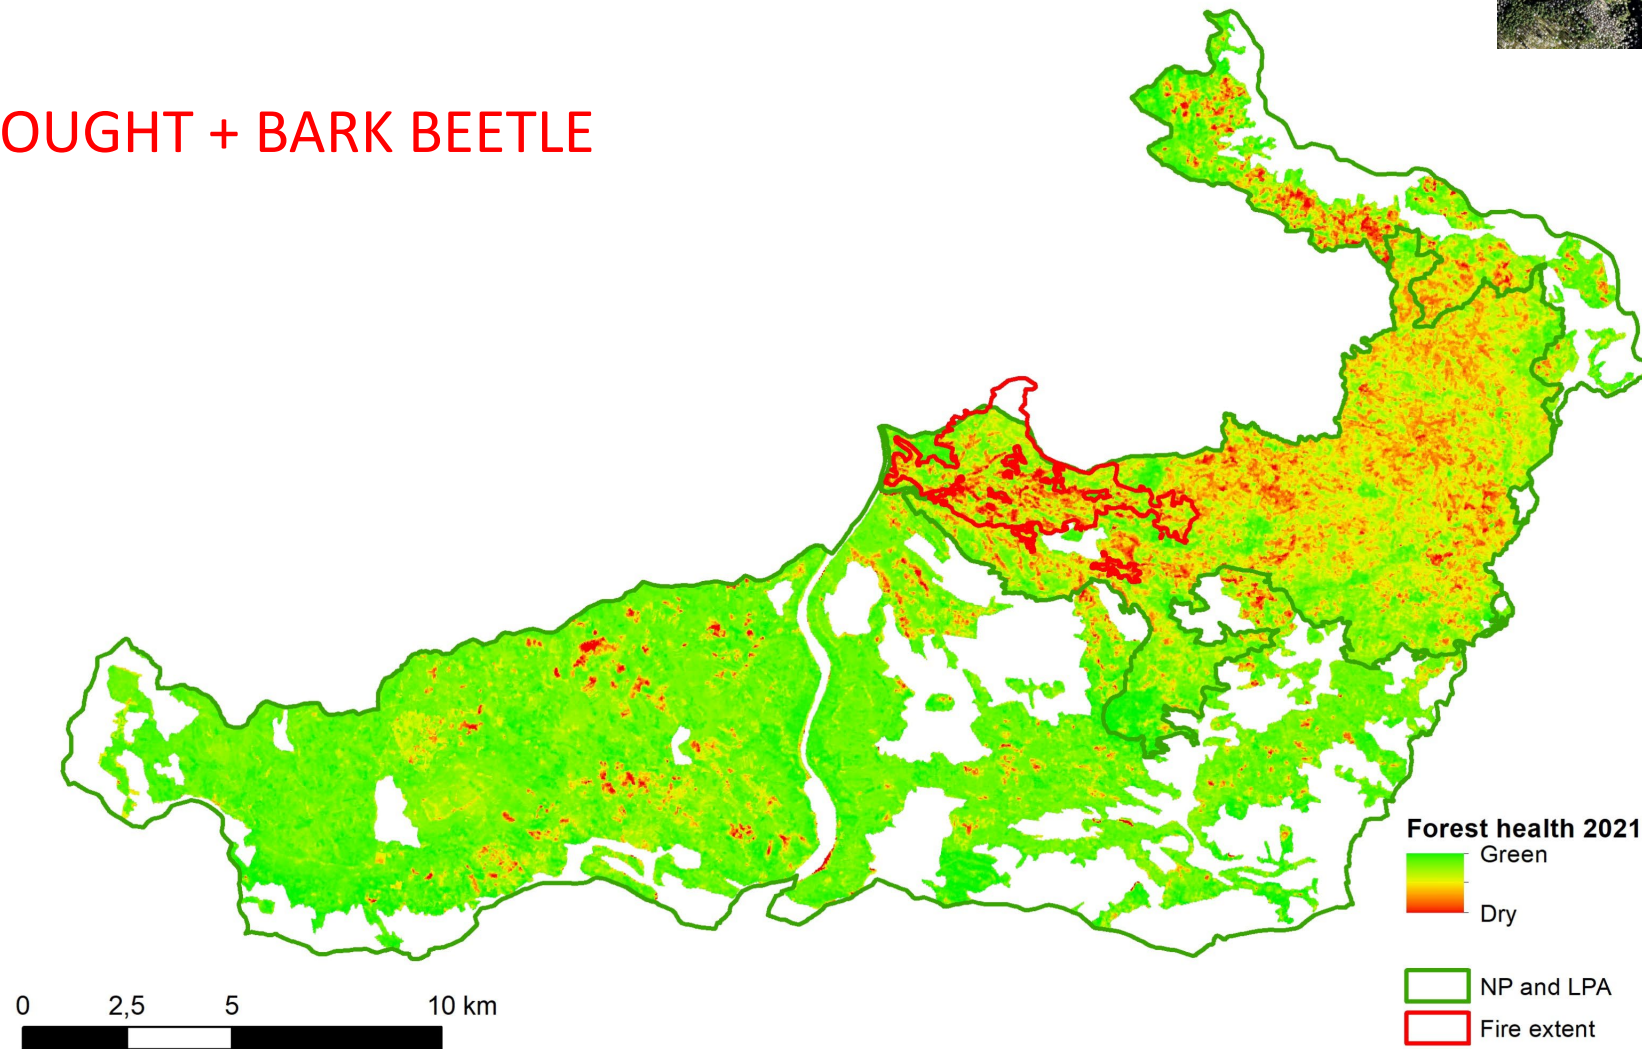 OUGHT + BARK BEETLE
Forest health 2021
Green
Dry
NP and LPA
Fire extent
0 2,5 5 10 km